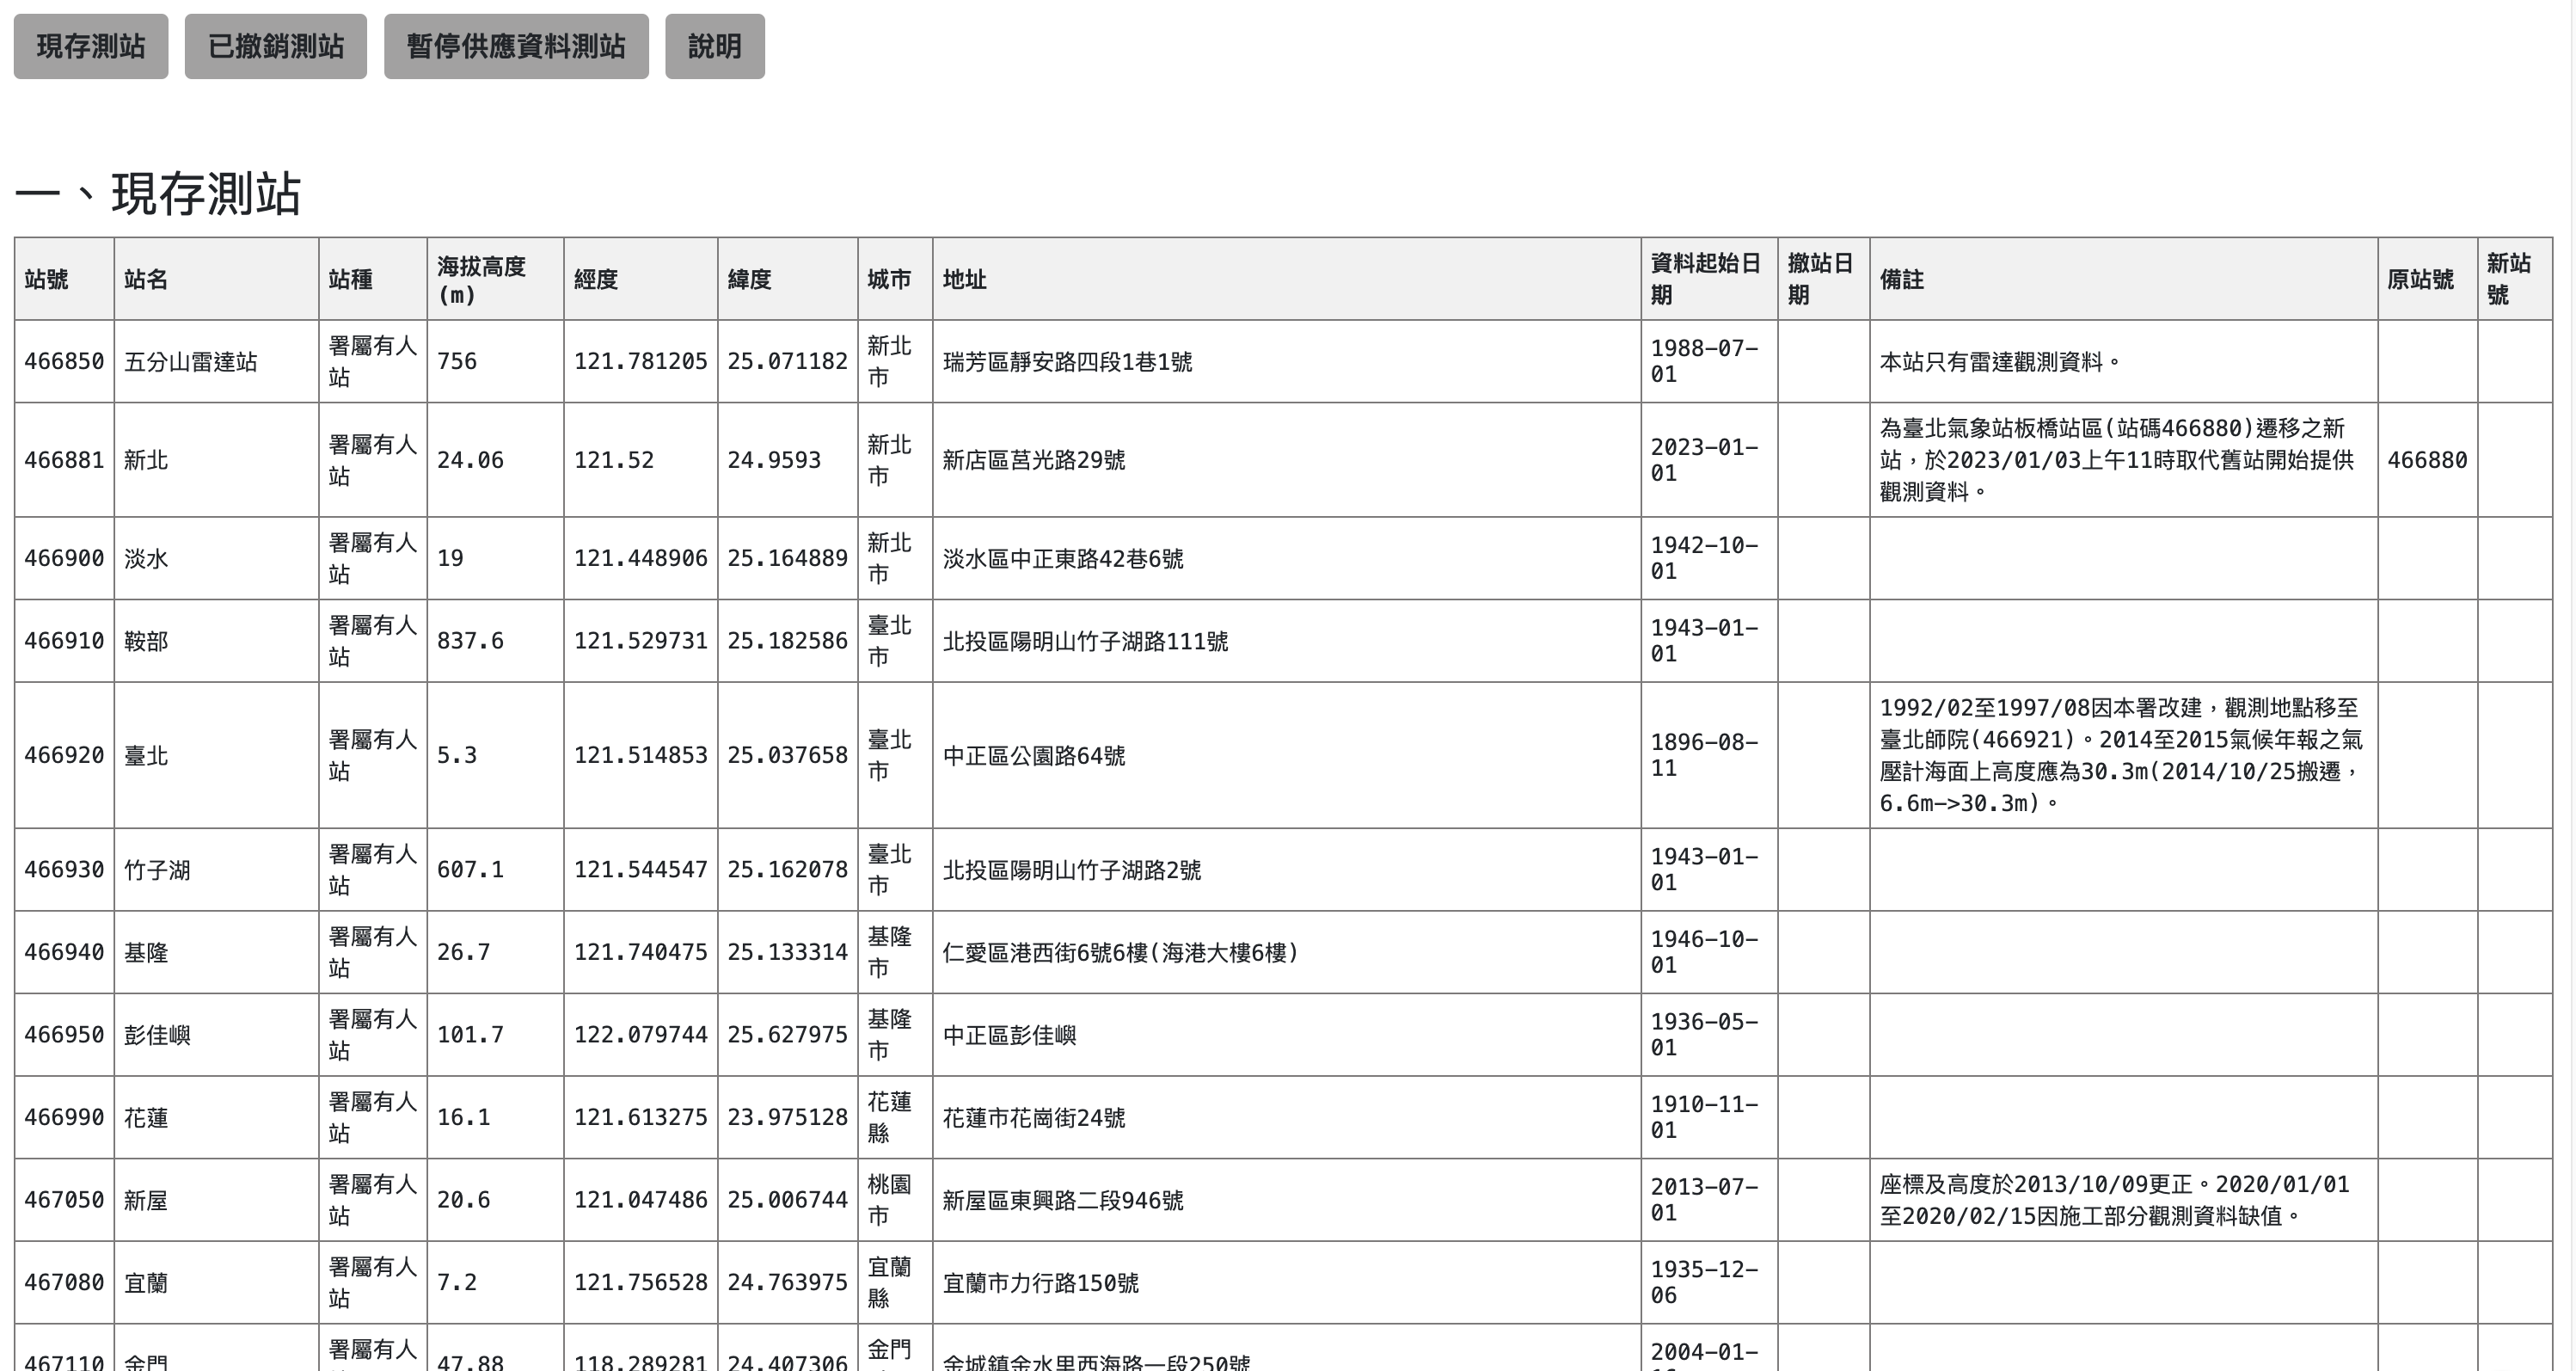 現存測站 已撤銷測站 暫停供應資料測站 說明
一、現存測站
站號 站名 站種 海拔高度(m) 經度 緯度 城市 地址 資料起始日期 撤站日期 備註 原站號 新站號
466850 五分山雷達站 署屬有人站 756 121.781205 25.071182 新北市 瑞芳區靜安路四段1巷1號 1988-07-01 本站只有雷達觀測資料。
466881 新北 署屬有人站 24.06 121.52 24.9593 新北市 新店區莒光路29號 2023-01-01 為臺北氣象站板橋站區(站碼466880)遷移之新站，於2023/01/03上午11時取代舊站開始提供觀測資料。 466880
466900 淡水 署屬有人站 19 121.448906 25.164889 新北市 淡水區中正東路42巷6號 1942-10-01
466910 鞍部 署屬有人站 837.6 121.529731 25.182586 臺北市 北投區陽明山竹子湖路111號 1943-01-01
466920 臺北 署屬有人站 5.3 121.514853 25.037658 臺北市 中正區公園路64號 1896-08-11 1992/02至1997/08因本署改建，觀測地點移至臺北師院(466921)。2014至2015氣候年報之氣壓計海面上高度應為30.3m(2014/10/25搬遷，6.6m->30.3m)。
466930 竹子湖 署屬有人站 607.1 121.544547 25.162078 臺北市 北投區陽明山竹子湖路2號 1943-01-01
466940 基隆 署屬有人站 26.7 121.740475 25.133314 基隆市 仁愛區港西街6號6樓(海港大樓6樓) 1946-10-01
466950 彭佳嶼 署屬有人站 101.7 122.079744 25.627975 基隆市 中正區彭佳嶼 1936-05-01
466990 花蓮 署屬有人站 16.1 121.613275 23.975128 花蓮縣 花蓮市花崗街24號 1910-11-01
467050 新屋 署屬有人站 20.6 121.047486 25.006744 桃園市 新屋區東興路二段946號 2013-07-01 座標及高度於2013/10/09更正。2020/01/01至2020/02/15因施工部分觀測資料缺值。
467080 宜蘭 署屬有人站 7.2 121.756528 24.763975 宜蘭縣 宜蘭市力行路150號 1935-12-06
467110 金門 署屬有人 47.88 118.289281 24.407306 金門 金城鎮金水里西海路一段250號 2004-01-